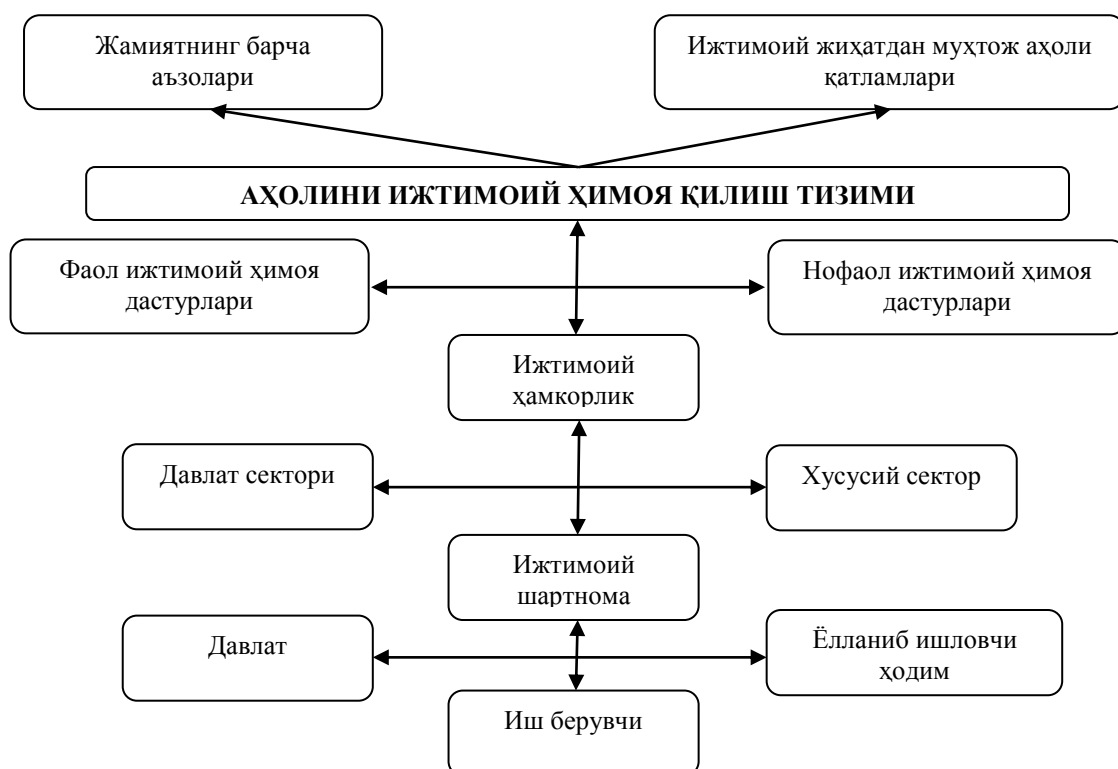 Жамиятнинг барча
аъзолари
Ижтимоий жиҳатдан муҳтож аҳоли
қатламлари
АҲОЛИНИ ИЖТИМОИЙ ҲИМОЯ ҚИЛИШ ТИЗИМИ
Фаол ижтимоий ҳимоя
дастурлари
Нофаол ижтимоий ҳимоя
дастурлари
Ижтимоий
ҳамкорлик
Давлат сектори
Хусусий сектор
Ижтимоий
шартнома
Давлат
Ёлланиб ишловчи
ҳодим
Иш берувчи